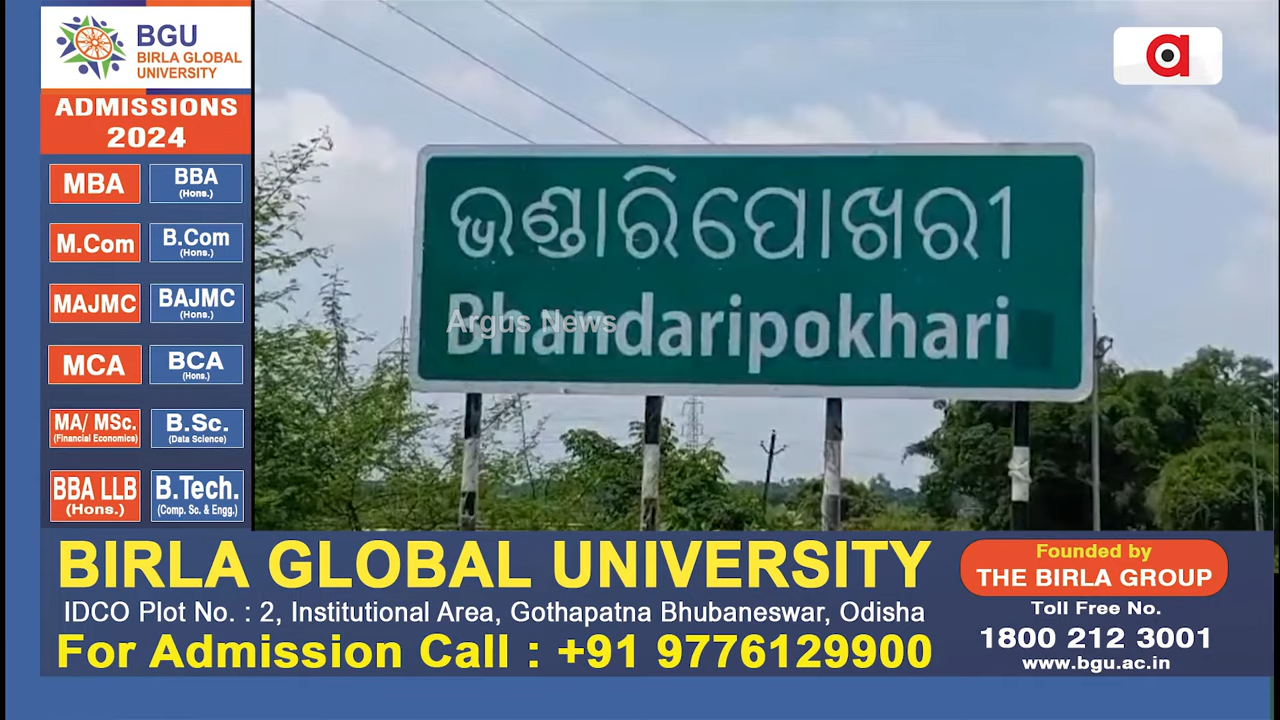 BGU
BIRLA GLOBAL
UNIVERSITY
ADMISSIONS
2024
MBA
BBA
(Hons.)
M.Com
B.Com
(Hons.)
MAJMC
BAJMC
(Hons.)
MCA
BCA
(Hons.)
MA/ MSc.
(Financial Economics)
B.Sc.
(Data Science)
BBA LLB
(Hons.)
B.Tech.
(Comp. Sc. & Engg.)
a
ଭଣ୍ଡାରିପୋଖରୀ
Bhandaripokhari
Argus News
BIRLA GLOBAL UNIVERSITY
IDCO Plot No. : 2, Institutional Area, Gothapatna Bhubaneswar, Odisha
For Admission Call : +91 9776129900
Founded by
THE BIRLA GROUP
Toll Free No.
1800 212 3001
www.bgu.ac.in